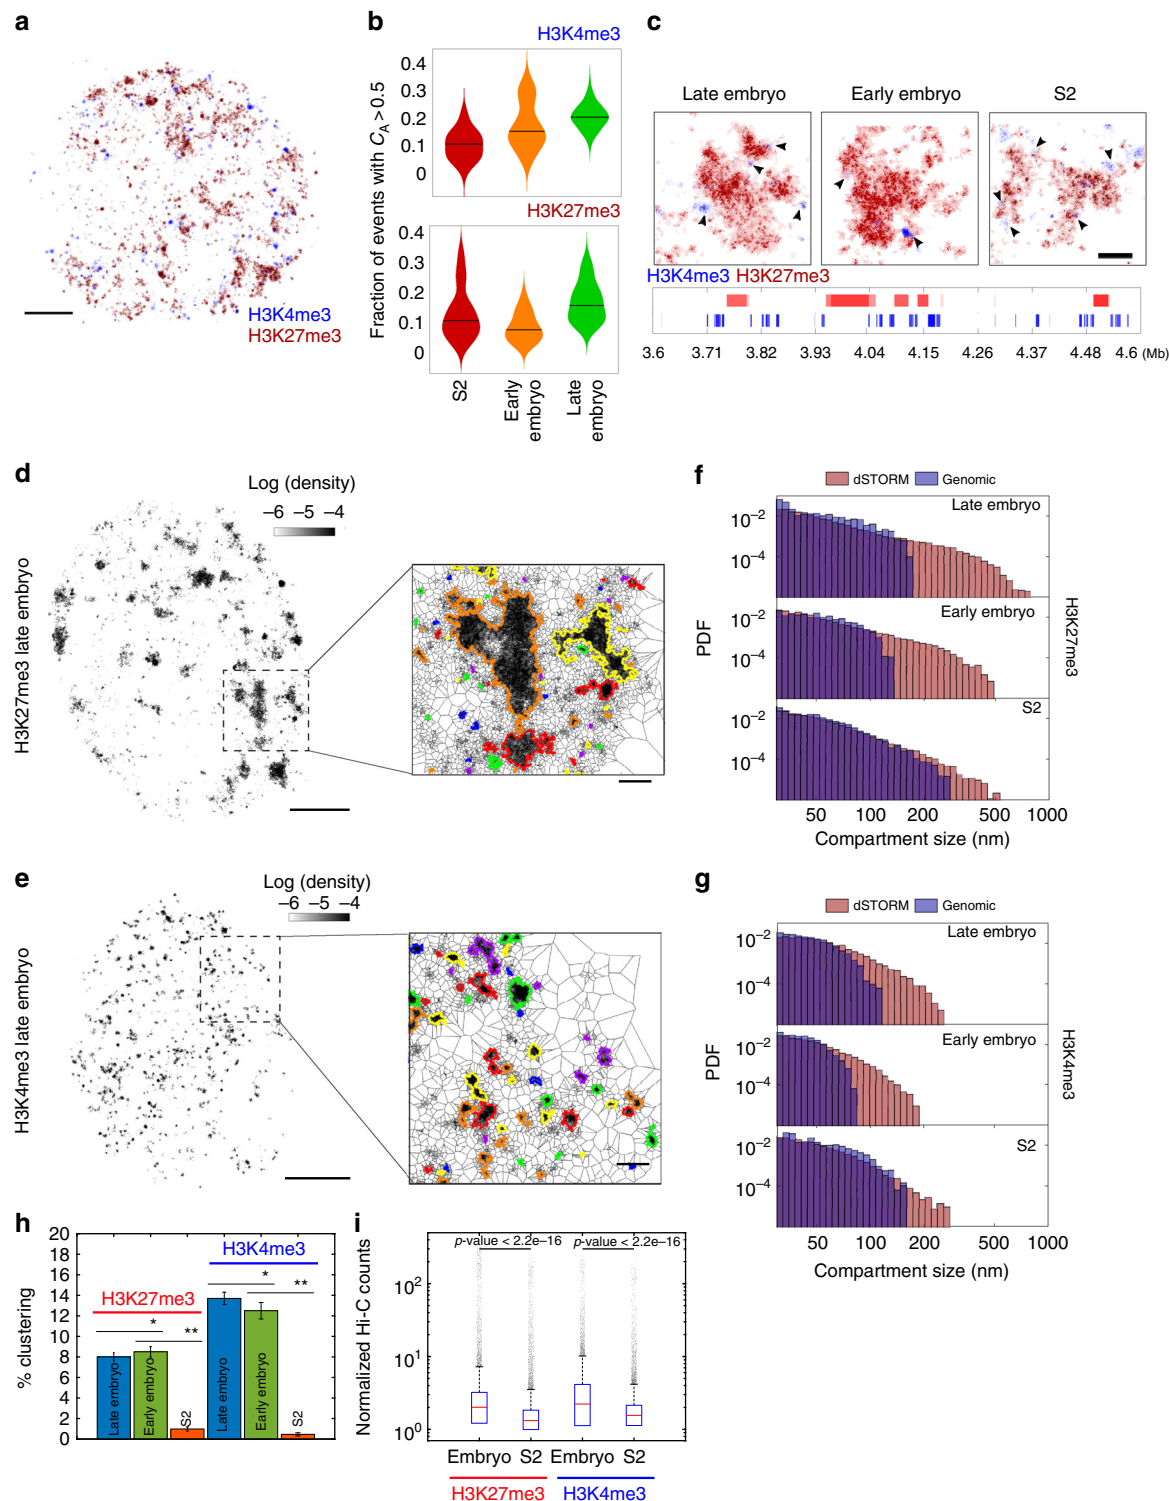 a
H3K4me3
H3K27me3
b
H3K4me3
Fraction of events with C_A > 0.5
0.4
0.3
0.2
0.1
0
H3K27me3
0.4
0.3
0.2
0.1
0
S2
Early embryo
Late embryo
c
Late embryo
Early embryo
S2
H3K4me3 H3K27me3
3.6 3.71 3.82 3.93 4.04 4.15 4.26 4.37 4.48 4.6 (Mb)
d
H3K27me3 late embryo
Log (density)
–6 –5 –4
e
H3K4me3 late embryo
Log (density)
–6 –5 –4
f
dSTORM Genomic
Late embryo
10–2
10–4
Early embryo
10–2
10–4
S2
10–2
10–4
PDF
H3K27me3
50 100 200 1000
Compartment size (nm)
g
dSTORM Genomic
Late embryo
10–2
10–4
Early embryo
10–2
10–4
S2
10–2
10–4
PDF
H3K4me3
50 100 200 1000
Compartment size (nm)
h
% clustering
20
18
16
14
12
10
8
6
4
2
0
H3K27me3
*
**
H3K4me3
*
**
Late embryo
Early embryo
S2
Late embryo
Early embryo
S2
i
Normalized Hi-C counts
p-value < 2.2e–16 p-value < 2.2e–16
10²
10¹
10⁰
Embryo S2 Embryo S2
H3K27me3 H3K4me3